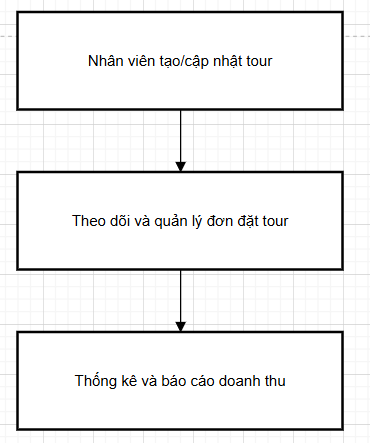 Nhân viên tạo/cập nhật tour
Theo dõi và quản lý đơn đặt tour
Thống kê và báo cáo doanh thu